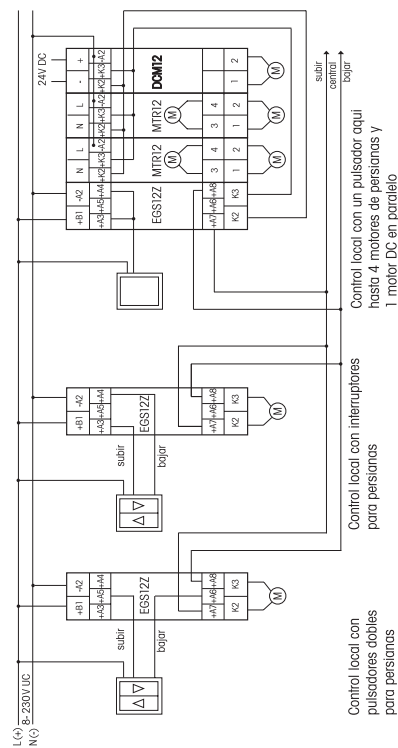 L(+)
8- 230V UC
N(-)
+B1 -A2
+A3+A5+A4
EGS12Z
+A7+A6+A8
K2 K3
M
subir
bajar
Control local con
pulsadores dobles
para persianas
+B1 -A2
+A3+A5+A4
EGS12Z
+A7+A6+A8
K2 K3
M
subir
bajar
Control local con interruptores
para persianas
+B1 -A2
+A3+A5+A4
EGS12Z
+A7+A6+A8
K2 K3
N L
+K2+K3-A2
MTR12
M
3 4
1 2
M
N L
+K2+K3-A2
MTR12
M
3 4
1 2
M
24V DC
- +
+K2+K3-A2
DCM12
1 2
M
subir
central
bajar
Control local con un pulsador aqui
hasta 4 motores de persianas y
1 motor DC en paralelo